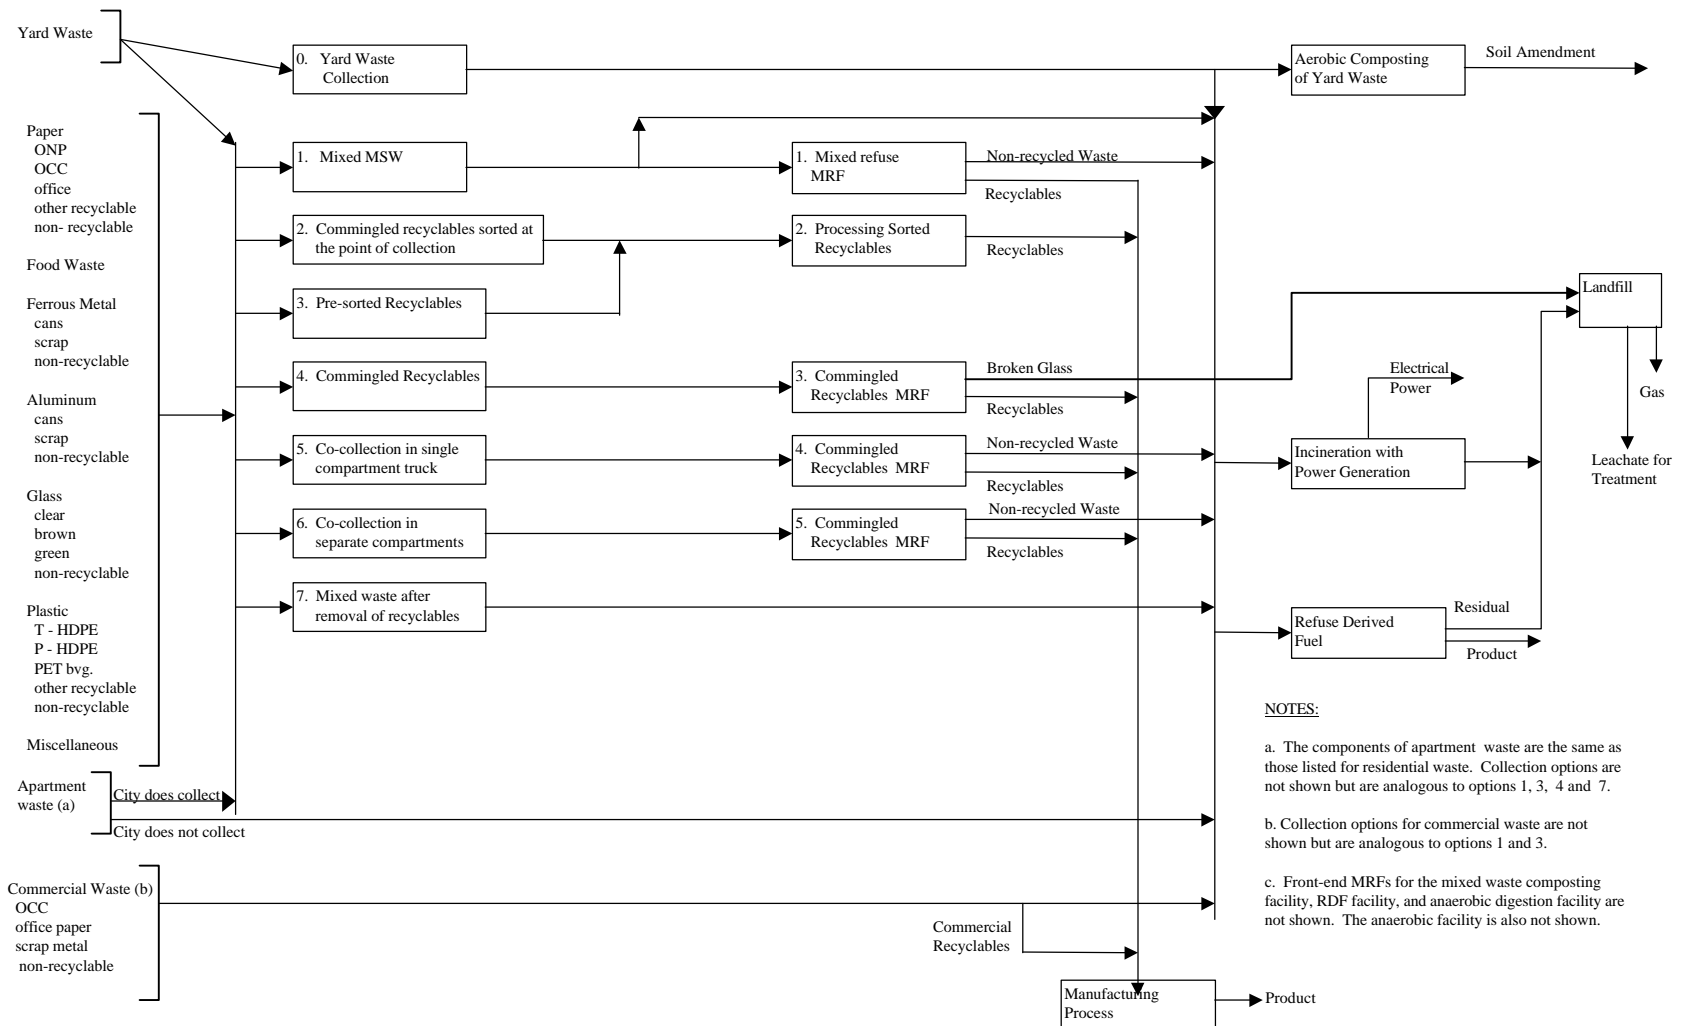 Yard Waste
0.  Yard Waste
Collection
Aerobic Composting
of Yard Waste
Soil Amendment
Paper
ONP
OCC
office
other recyclable
non- recyclable
Food Waste
Ferrous Metal
cans
scrap
non-recyclable
Aluminum
cans
scrap
non-recyclable
Glass
clear
brown
green
non-recyclable
Plastic
T - HDPE
P - HDPE
PET bvg.
other recyclable
non-recyclable
Miscellaneous
1.  Mixed MSW
1.  Mixed refuse
MRF
Non-recycled Waste
Recyclables
2.  Commingled recyclables sorted at
the point of collection
2.  Processing Sorted
Recyclables
Recyclables
3.  Pre-sorted Recyclables
4.  Commingled Recyclables
3.  Commingled
Recyclables  MRF
Broken Glass
Recyclables
5.  Co-collection in single
compartment truck
4.  Commingled
Recyclables  MRF
Non-recycled Waste
Recyclables
6.  Co-collection in
separate compartments
5.  Commingled
Recyclables  MRF
Non-recycled Waste
Recyclables
7.  Mixed waste after
removal of recyclables
Landfill
Gas
Leachate for
Treatment
Electrical
Power
Incineration with
Power Generation
Refuse Derived
Fuel
Residual
Product
Apartment
waste (a)
City does collect
City does not collect
Commercial Waste (b)
OCC
office paper
scrap metal
non-recyclable
Commercial
Recyclables
Manufacturing
Process
Product
NOTES:
a.  The components of apartment  waste are the same as
those listed for residential waste.  Collection options are
not shown but are analogous to options 1, 3,  4 and  7.
b. Collection options for commercial waste are not
shown but are analogous to options 1 and 3.
c.  Front-end MRFs for the mixed waste composting
facility, RDF facility, and anaerobic digestion facility are
not shown.  The anaerobic facility is also not shown.